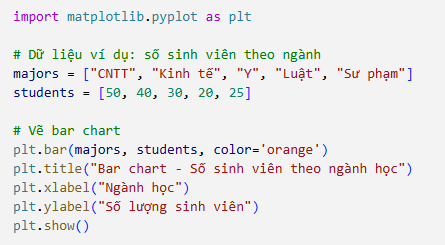 import matplotlib.pyplot as plt
# Dữ liệu ví dụ: số sinh viên theo ngành
majors = ["CNTT", "Kinh tế", "Y", "Luật", "Sư phạm"]
students = [50, 40, 30, 20, 25]
# Vẽ bar chart
plt.bar(majors, students, color='orange')
plt.title("Bar chart - Số sinh viên theo ngành học")
plt.xlabel("Ngành học")
plt.ylabel("Số lượng sinh viên")
plt.show()